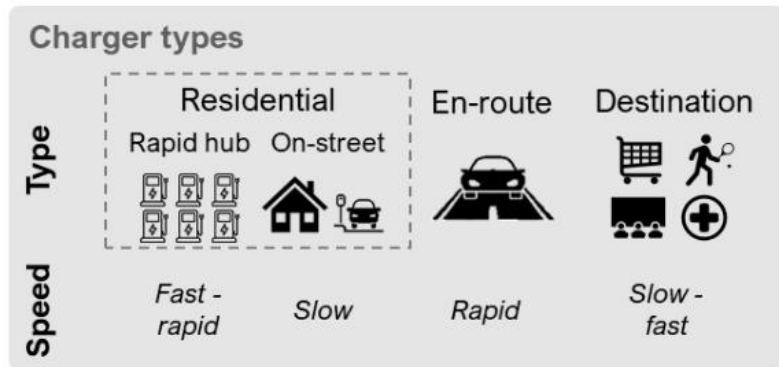 Charger types
Type
Residential
En-route
Destination
Rapid hub
On-street
Speed
Fast -
rapid
Slow
Rapid
Slow -
fast